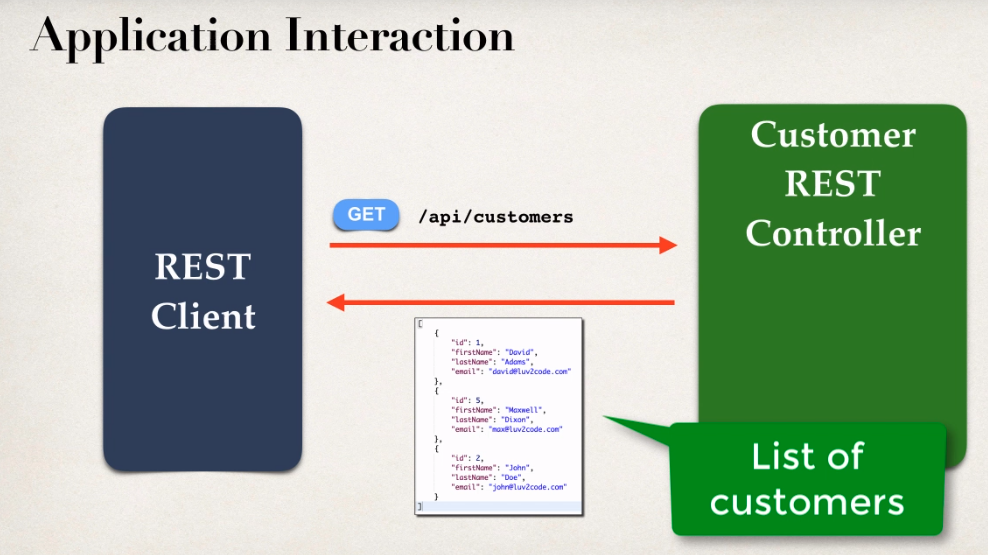 Application Interaction
REST
Client
GET /api/customers
Customer
REST
Controller
[
{
"id": 1,
"firstName": "David",
"lastName": "Adams",
"email": "david@luv2code.com"
},
{
"id": 5,
"firstName": "Maxwell",
"lastName": "Dixon",
"email": "max@luv2code.com"
},
{
"id": 2,
"firstName": "John",
"lastName": "Doe",
"email": "john@luv2code.com"
}
]
List of
customers